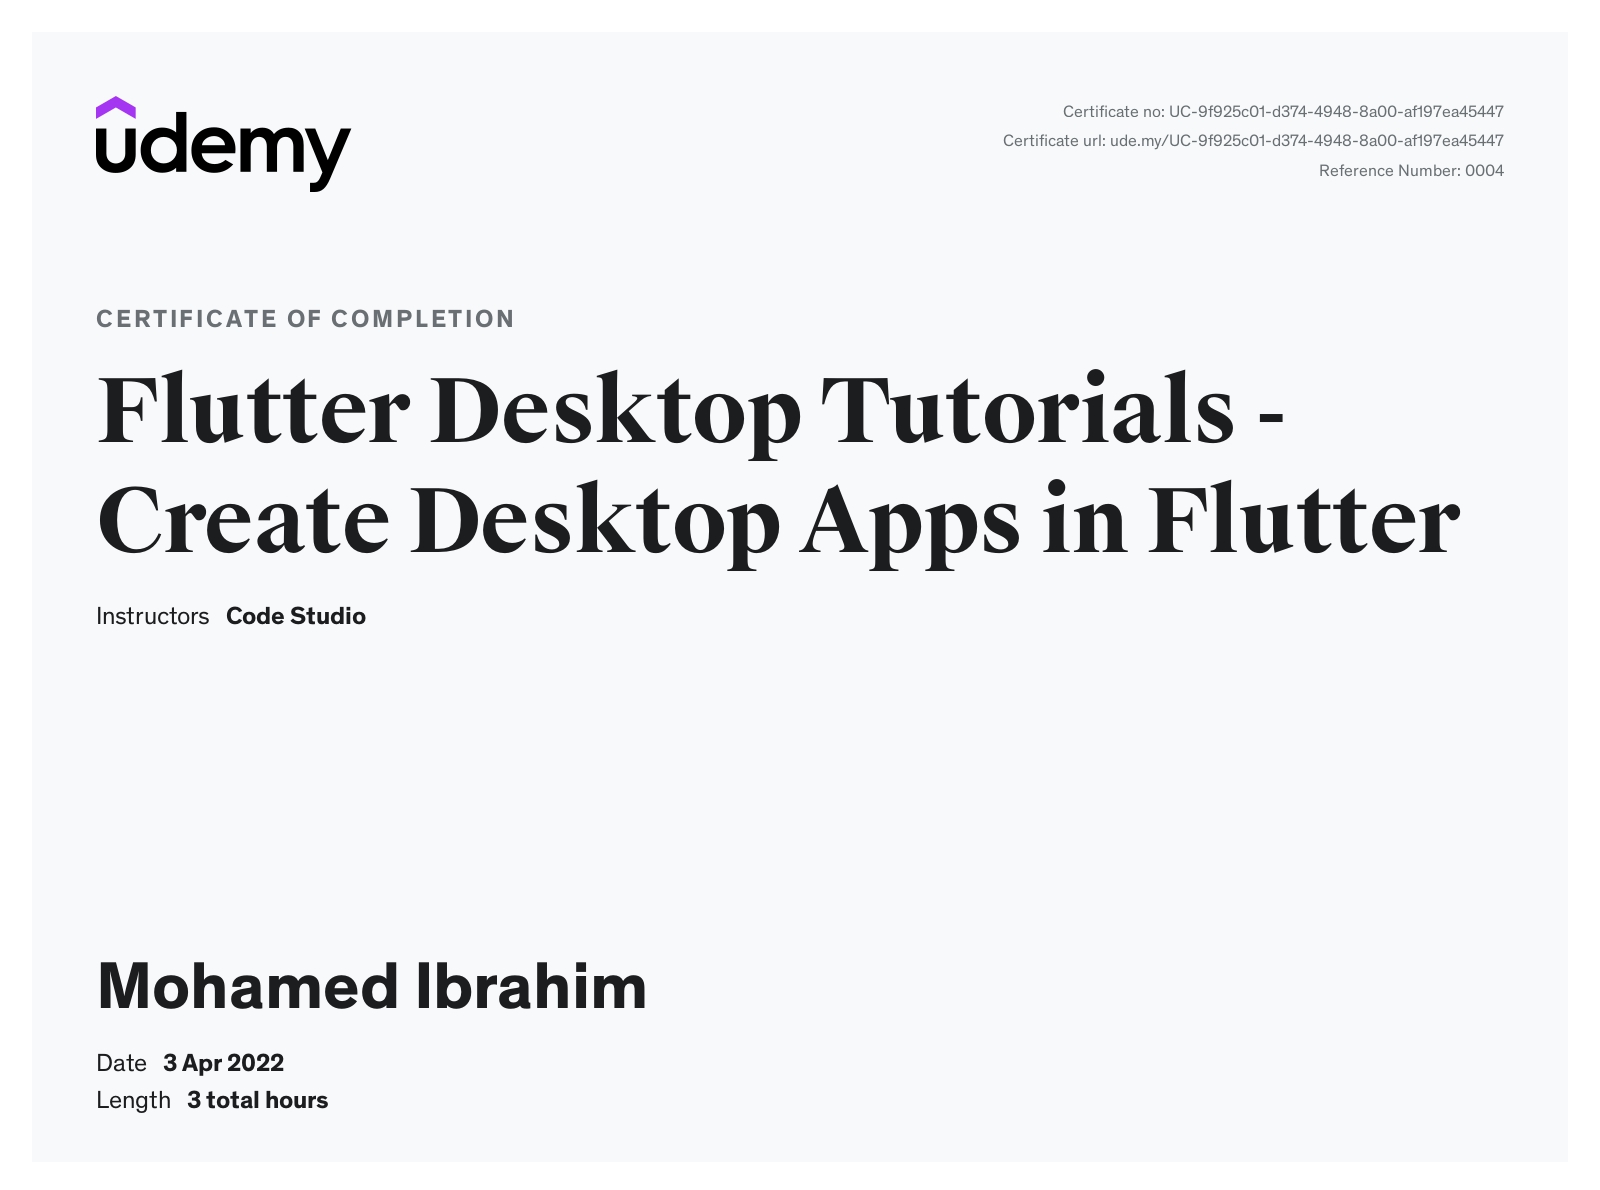 udemy
Certificate no: UC-9f925c01-d374-4948-8a00-af197ea45447
Certificate url: ude.my/UC-9f925c01-d374-4948-8a00-af197ea45447
Reference Number: 0004
CERTIFICATE OF COMPLETION
Flutter Desktop Tutorials -
Create Desktop Apps in Flutter
Instructors Code Studio
Mohamed Ibrahim
Date 3 Apr 2022
Length 3 total hours